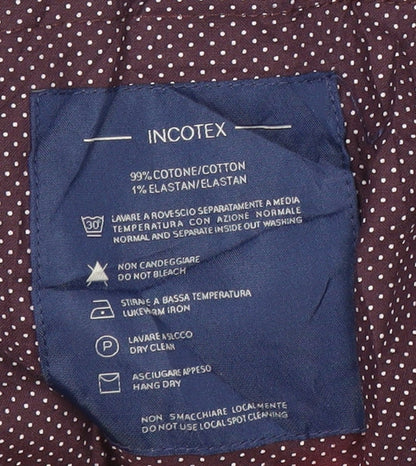 INCOTEX
99% COTONE/COTTON
1% ELASTAN/ELASTAN
30°
LAVARE A ROVESCIO SEPARATAMENTE A MEDIA
TEMPERATURA CON AZIONE NORMALE
NORMAL AND SEPARATE INSIDE OUT WASHING
NON CANDEGGIARE
DO NOT BLEACH
STIRARE A BASSA TEMPERATURA
LUKEWARM IRON
P
LAVARE A SECCO
DRY CLEAN
ASCIUGARE APPESO
HANG DRY
NON SMACCHIARE LOCALMENTE
DO NOT USE LOCAL SPOT CLEANING